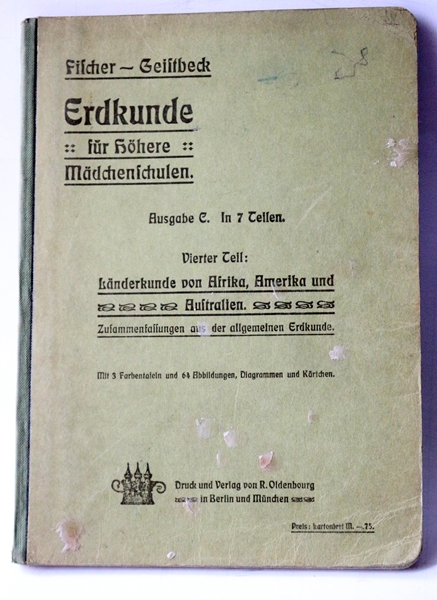 Fischer – Geistbeck
Erdkunde
:: für Höhere ::
Mädchenschulen.
Ausgabe C. In 7 Teilen.
Vierter Teil:
Länderkunde von Afrika, Amerika und
Australien.
Zusammenfassungen aus der allgemeinen Erdkunde.
Mit 3 Farbentafeln und 64 Abbildungen, Diagrammen und Kärtchen.
Druck und Verlag von R. Oldenbourg
in Berlin und München
Preis: kartoniert M. –.75.